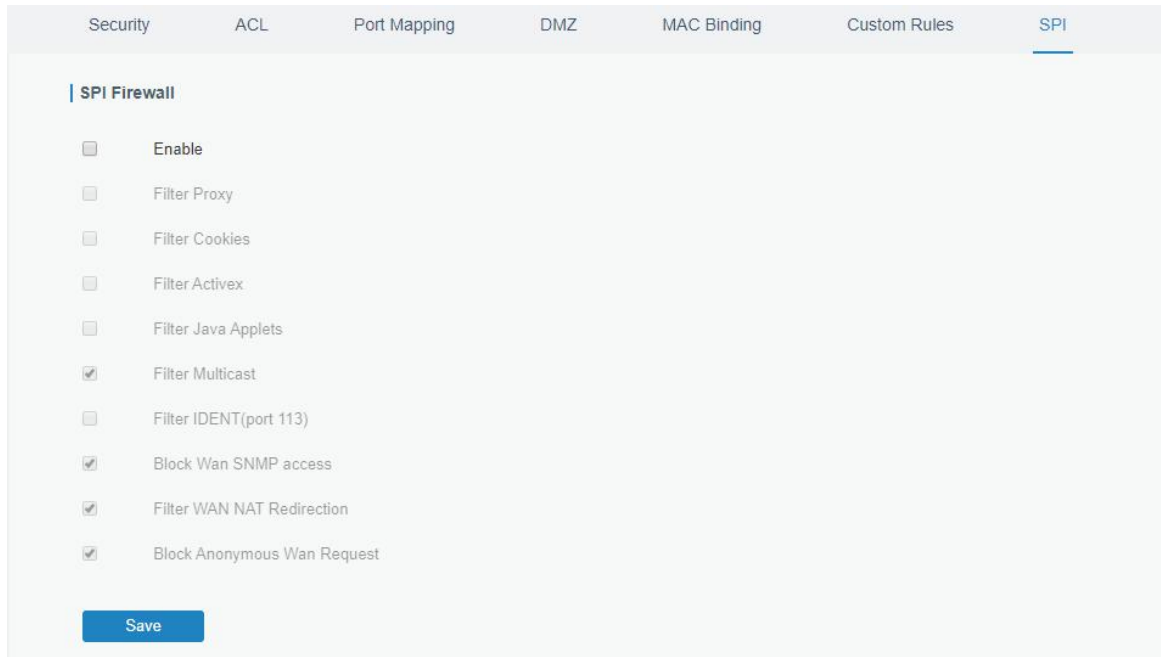 Security ACL Port Mapping DMZ MAC Binding Custom Rules SPI
SPI Firewall
Enable
Filter Proxy
Filter Cookies
Filter Activex
Filter Java Applets
Filter Multicast
Filter IDENT(port 113)
Block Wan SNMP access
Filter WAN NAT Redirection
Block Anonymous Wan Request
Save